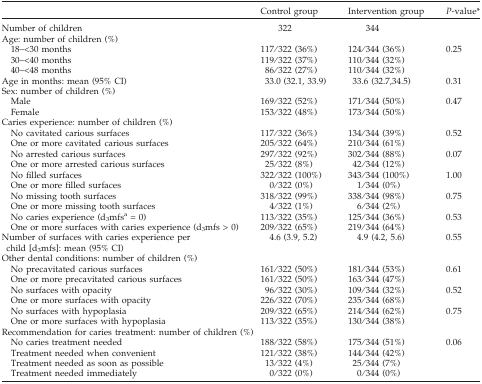 Control group Intervention group P-value*
Number of children 322 344
Age: number of children (%)
18–<30 months 117/322 (36%) 124/344 (36%) 0.25
30–<40 months 119/322 (37%) 110/344 (32%)
40–<48 months 86/322 (27%) 110/344 (32%)
Age in months: mean (95% CI) 33.0 (32.1, 33.9) 33.6 (32.7,34.5) 0.31
Sex: number of children (%)
Male 169/322 (52%) 171/344 (50%) 0.47
Female 153/322 (48%) 173/344 (50%)
Caries experience: number of children (%)
No cavitated carious surfaces 117/322 (36%) 134/344 (39%) 0.52
One or more cavitated carious surfaces 205/322 (64%) 210/344 (61%)
No arrested carious surfaces 297/322 (92%) 302/344 (88%) 0.07
One or more arrested carious surfaces 25/322 (8%) 42/344 (12%)
No filled surfaces 322/322 (100%) 343/344 (100%) 1.00
One or more filled surfaces 0/322 (0%) 1/344 (0%)
No missing tooth surfaces 318/322 (99%) 338/344 (98%) 0.75
One or more missing tooth surfaces 4/322 (1%) 6/344 (2%)
No caries experience (d₃mfsᵃ = 0) 113/322 (35%) 125/344 (36%) 0.53
One or more surfaces with caries experience (d₃mfs > 0) 209/322 (65%) 219/344 (64%)
Number of surfaces with caries experience per 4.6 (3.9, 5.2) 4.9 (4.2, 5.6) 0.55
child [d₃mfs]: mean (95% CI)
Other dental conditions: number of children (%)
No precavitated carious surfaces 161/322 (50%) 181/344 (53%) 0.61
One or more precavitated carious surfaces 161/322 (50%) 163/344 (47%)
No surfaces with opacity 96/322 (30%) 109/344 (32%) 0.52
One or more surfaces with opacity 226/322 (70%) 235/344 (68%)
No surfaces with hypoplasia 209/322 (65%) 214/344 (62%) 0.75
One or more surfaces with hypoplasia 113/322 (35%) 130/344 (38%)
Recommendation for caries treatment: number of children (%)
No caries treatment needed 188/322 (58%) 175/344 (51%) 0.06
Treatment needed when convenient 121/322 (38%) 144/344 (42%)
Treatment needed as soon as possible 13/322 (4%) 25/344 (7%)
Treatment needed immediately 0/322 (0%) 0/344 (0%)